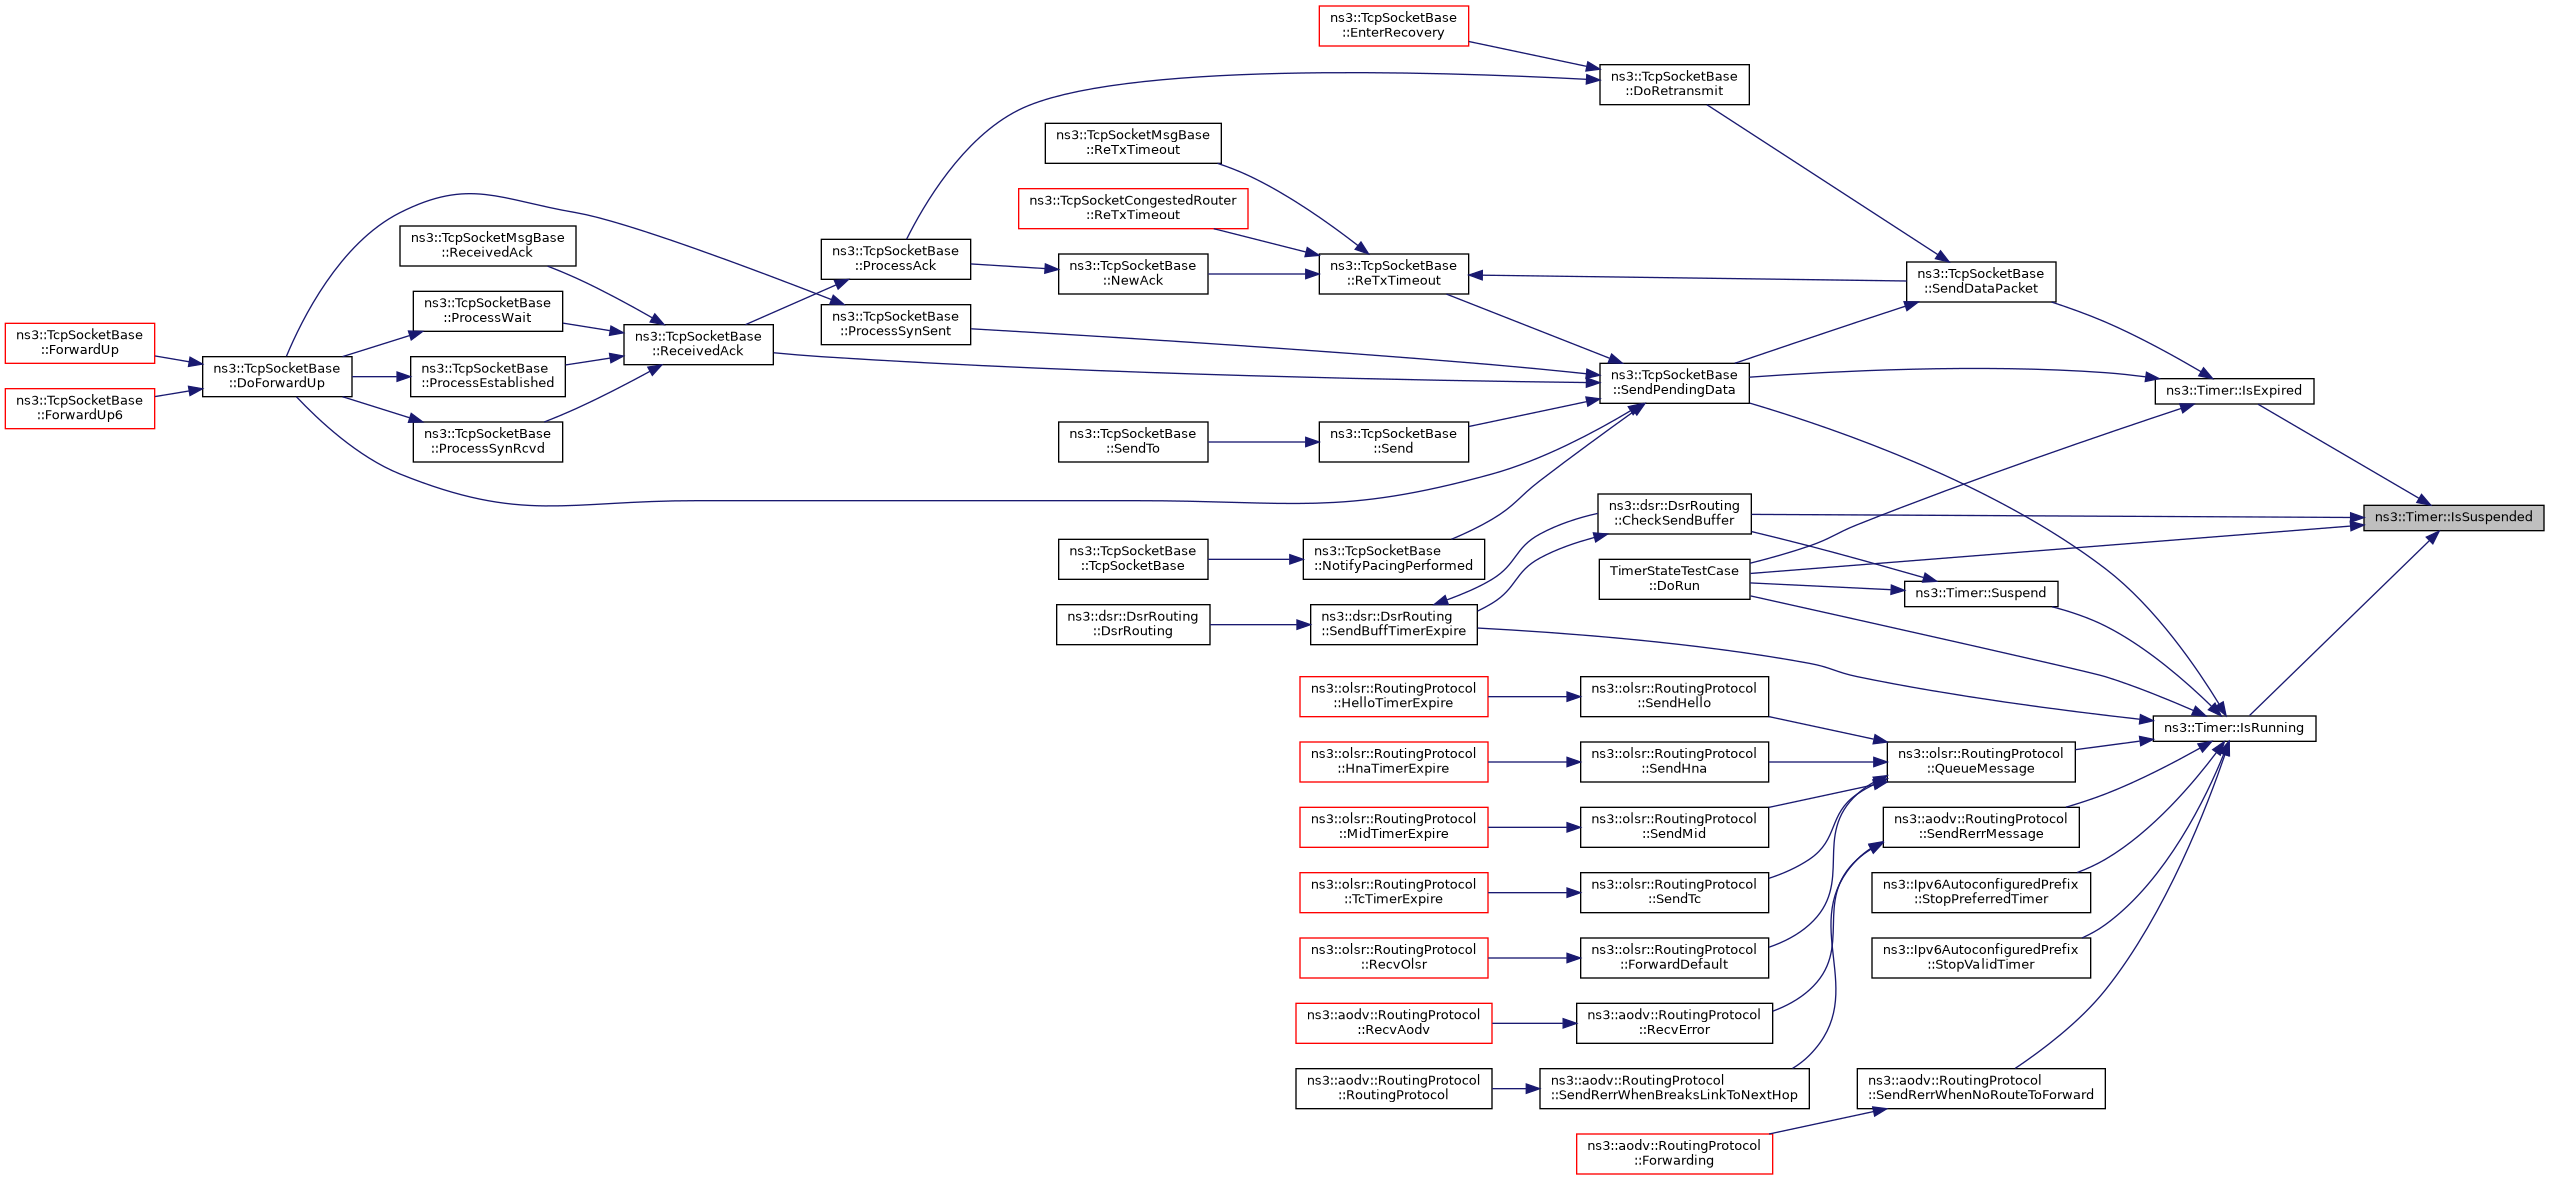 ns3::TcpSocketBase
::EnterRecovery
ns3::TcpSocketBase
::DoRetransmit
ns3::TcpSocketMsgBase
::ReTxTimeout
ns3::TcpSocketCongestedRouter
::ReTxTimeout
ns3::TcpSocketMsgBase
::ReceivedAck
ns3::TcpSocketBase
::ProcessAck
ns3::TcpSocketBase
::NewAck
ns3::TcpSocketBase
::ReTxTimeout
ns3::TcpSocketBase
::SendDataPacket
ns3::TcpSocketBase
::ProcessWait
ns3::TcpSocketBase
::ProcessSynSent
ns3::TcpSocketBase
::ForwardUp
ns3::TcpSocketBase
::ReceivedAck
ns3::TcpSocketBase
::DoForwardUp
ns3::TcpSocketBase
::ProcessEstablished
ns3::TcpSocketBase
::SendPendingData
ns3::Timer::IsExpired
ns3::TcpSocketBase
::ForwardUp6
ns3::TcpSocketBase
::ProcessSynRcvd
ns3::TcpSocketBase
::SendTo
ns3::TcpSocketBase
::Send
ns3::dsr::DsrRouting
::CheckSendBuffer
ns3::Timer::IsSuspended
ns3::TcpSocketBase
::TcpSocketBase
ns3::TcpSocketBase
::NotifyPacingPerformed
TimerStateTestCase
::DoRun
ns3::Timer::Suspend
ns3::dsr::DsrRouting
::DsrRouting
ns3::dsr::DsrRouting
::SendBuffTimerExpire
ns3::olsr::RoutingProtocol
::HelloTimerExpire
ns3::olsr::RoutingProtocol
::SendHello
ns3::Timer::IsRunning
ns3::olsr::RoutingProtocol
::HnaTimerExpire
ns3::olsr::RoutingProtocol
::SendHna
ns3::olsr::RoutingProtocol
::QueueMessage
ns3::olsr::RoutingProtocol
::MidTimerExpire
ns3::olsr::RoutingProtocol
::SendMid
ns3::aodv::RoutingProtocol
::SendRerrMessage
ns3::olsr::RoutingProtocol
::TcTimerExpire
ns3::olsr::RoutingProtocol
::SendTc
ns3::Ipv6AutoconfiguredPrefix
::StopPreferredTimer
ns3::olsr::RoutingProtocol
::RecvOlsr
ns3::olsr::RoutingProtocol
::ForwardDefault
ns3::Ipv6AutoconfiguredPrefix
::StopValidTimer
ns3::aodv::RoutingProtocol
::RecvAodv
ns3::aodv::RoutingProtocol
::RecvError
ns3::aodv::RoutingProtocol
::RoutingProtocol
ns3::aodv::RoutingProtocol
::SendRerrWhenBreaksLinkToNextHop
ns3::aodv::RoutingProtocol
::SendRerrWhenNoRouteToForward
ns3::aodv::RoutingProtocol
::Forwarding